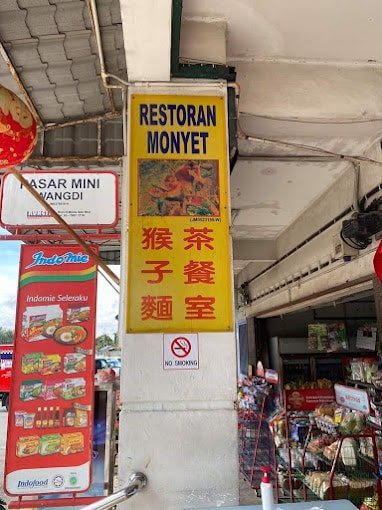 RESTORAN
MONYET
猴子麵
茶餐室
NO SMOKING
PASAR MINI
WANGDI
Indomie
Indomie Seleraku
Indofood